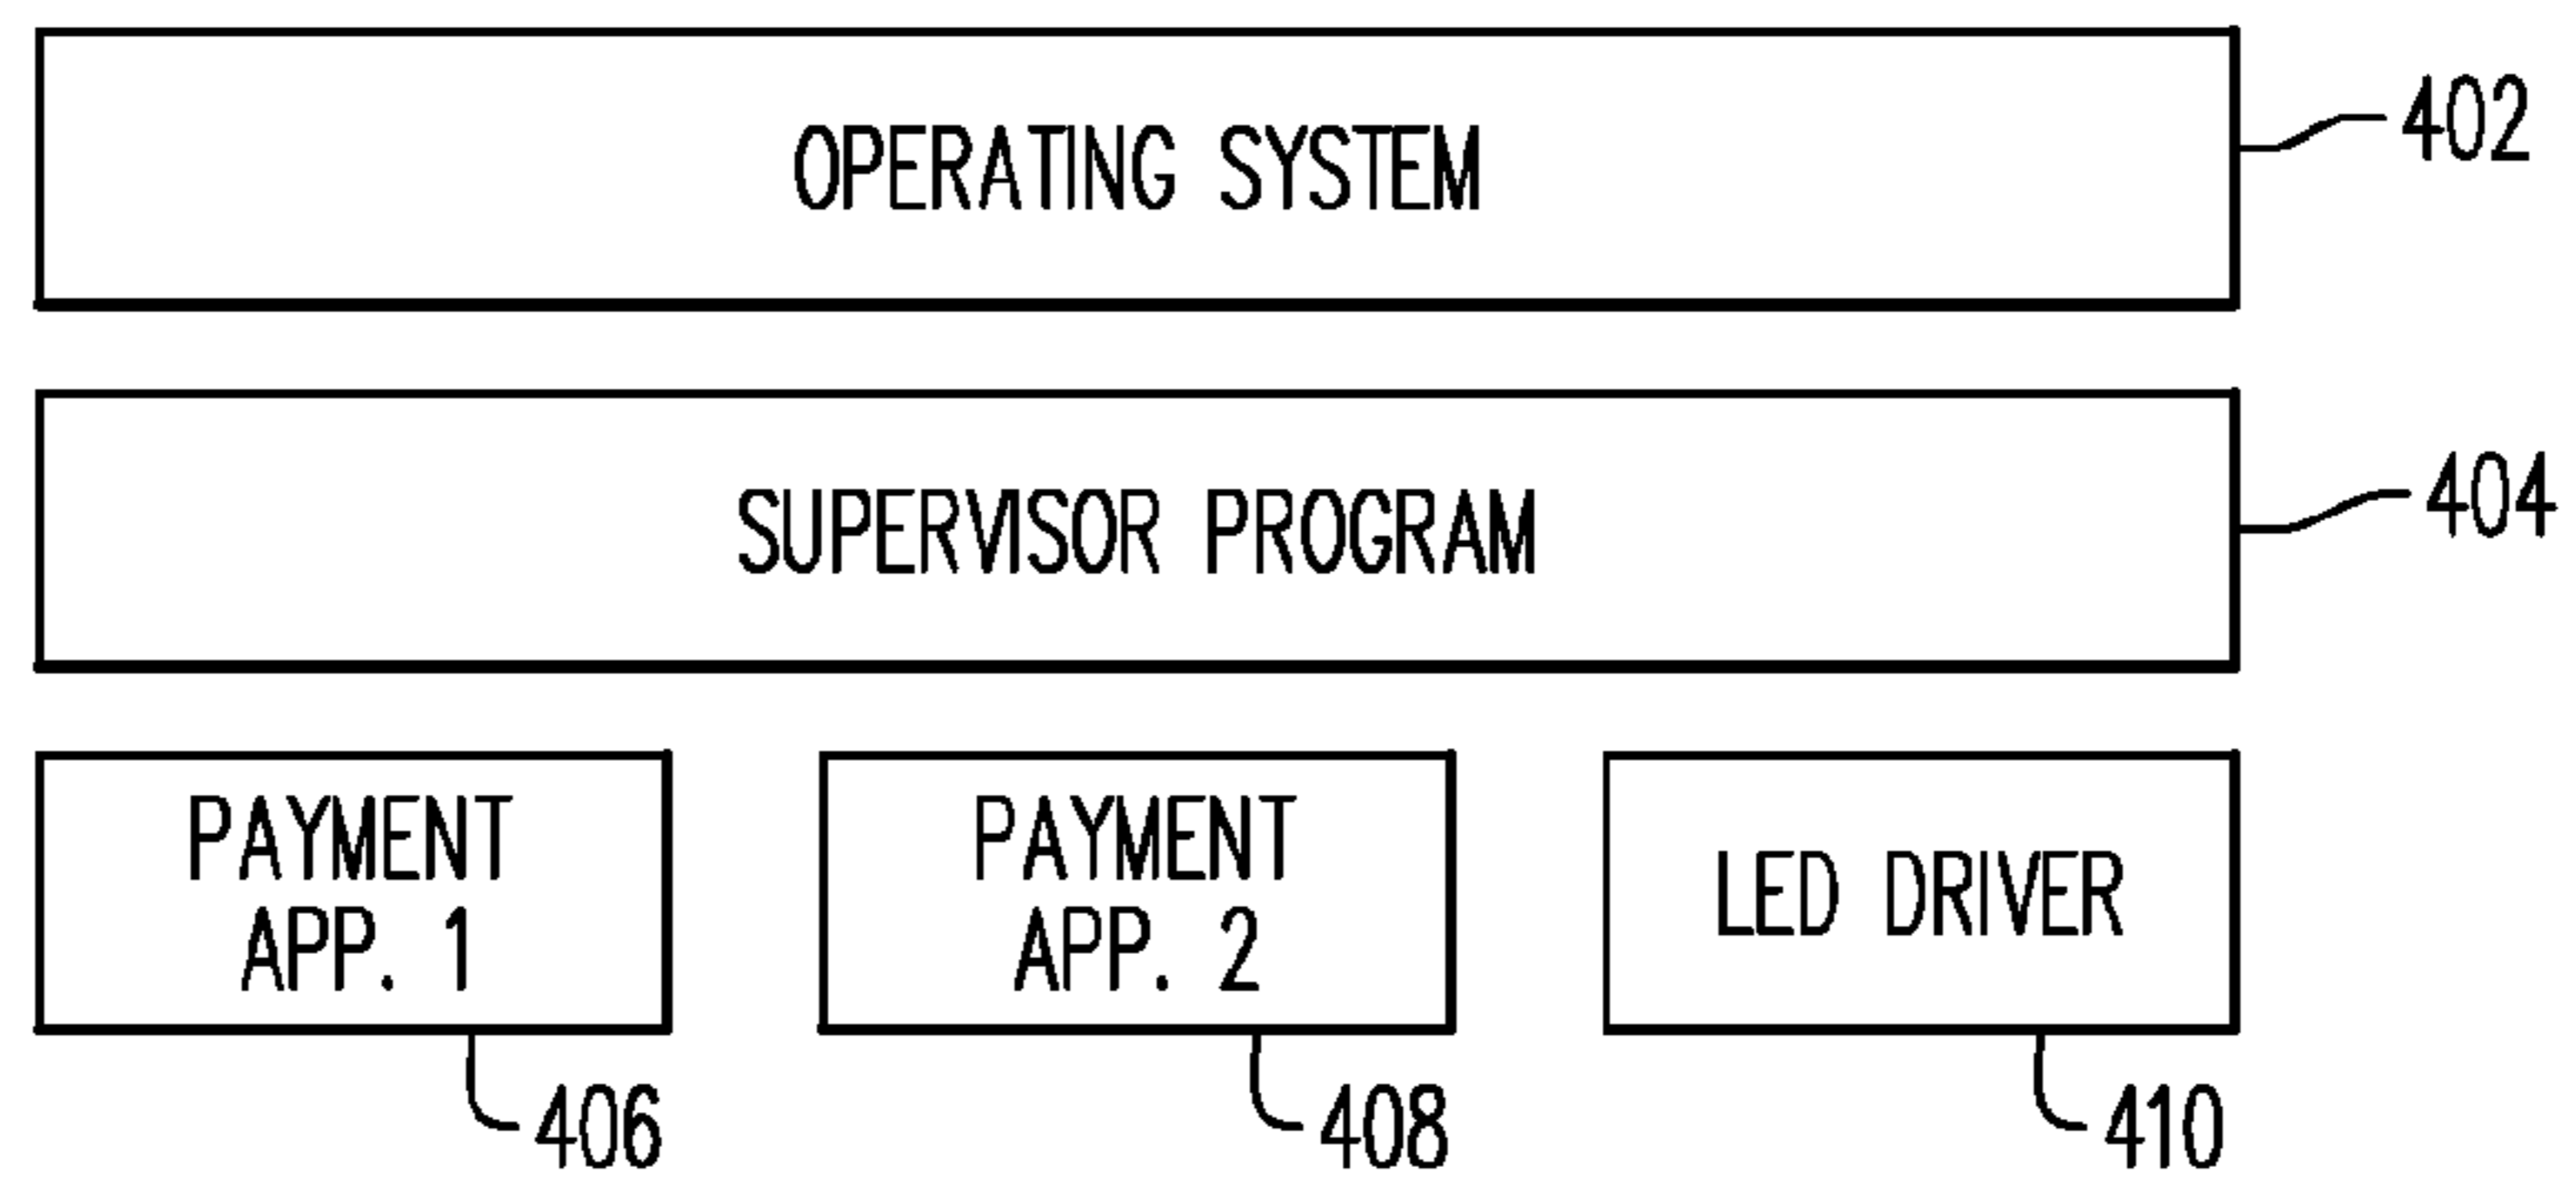 OPERATING SYSTEM
402
SUPERVISOR PROGRAM
404
PAYMENT
APP. 1
PAYMENT
APP. 2
LED DRIVER
406
408
410